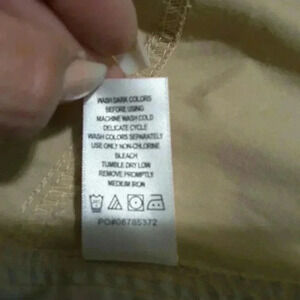 WASH DARK COLORS
BEFORE USING
MACHINE WASH COLD
DELICATE CYCLE
WASH COLORS SEPARATELY
USE ONLY NON-CHLORINE
BLEACH
TUMBLE DRY LOW
REMOVE PROMPTLY
MEDIUM IRON
PO#06785372